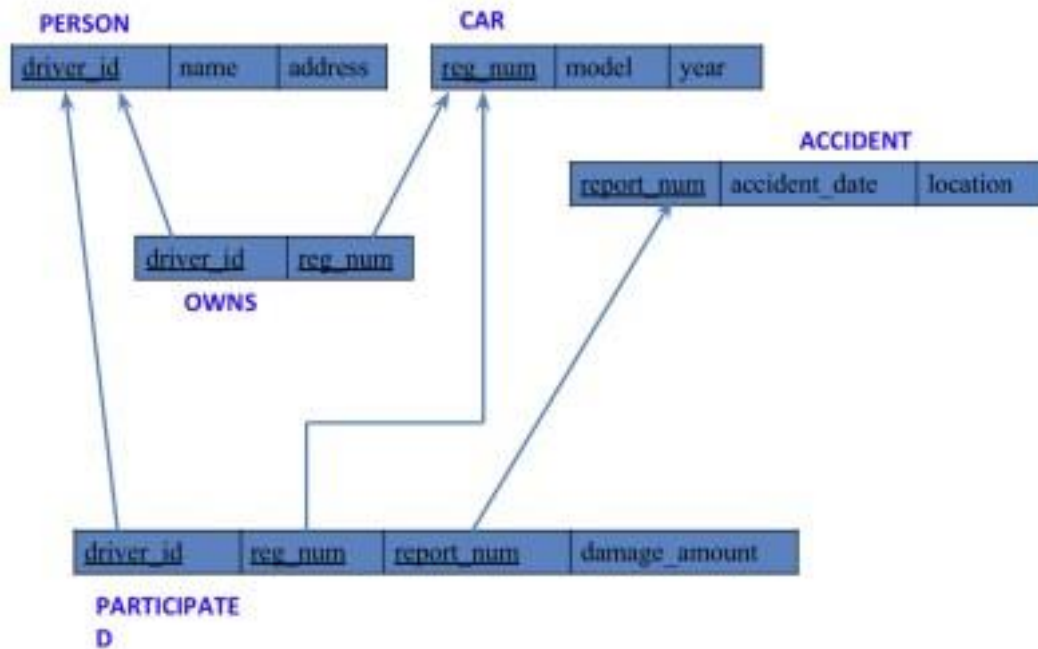 PERSON
CAR
driver_id name address
reg_num model year
ACCIDENT
report_num accident_date location
driver_id reg_num
OWNS
driver_id reg_num report_num damage_amount
PARTICIPATE
D